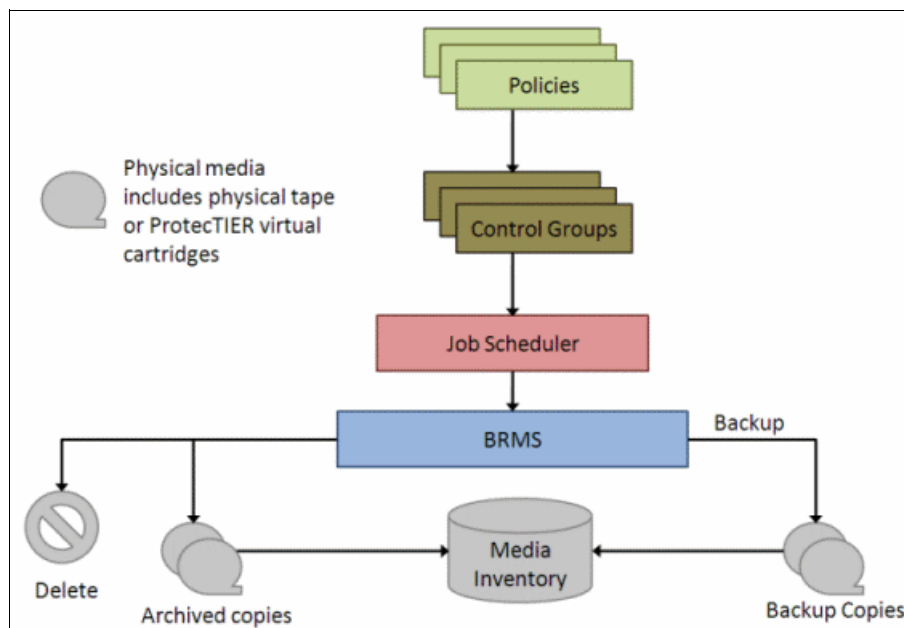 Policies
Physical media
includes physical tape
or ProtecTIER virtual
cartridges
Control Groups
Job Scheduler
BRMS
Backup
Media
Inventory
Delete
Archived copies
Backup Copies